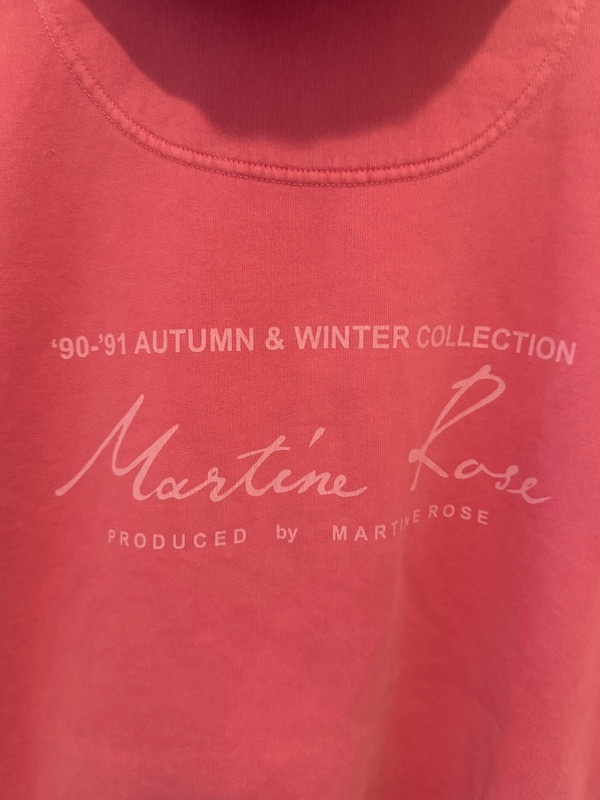 ‘90-’91 AUTUMN & WINTER COLLECTION
Martine Rose
PRODUCED by MARTINE ROSE